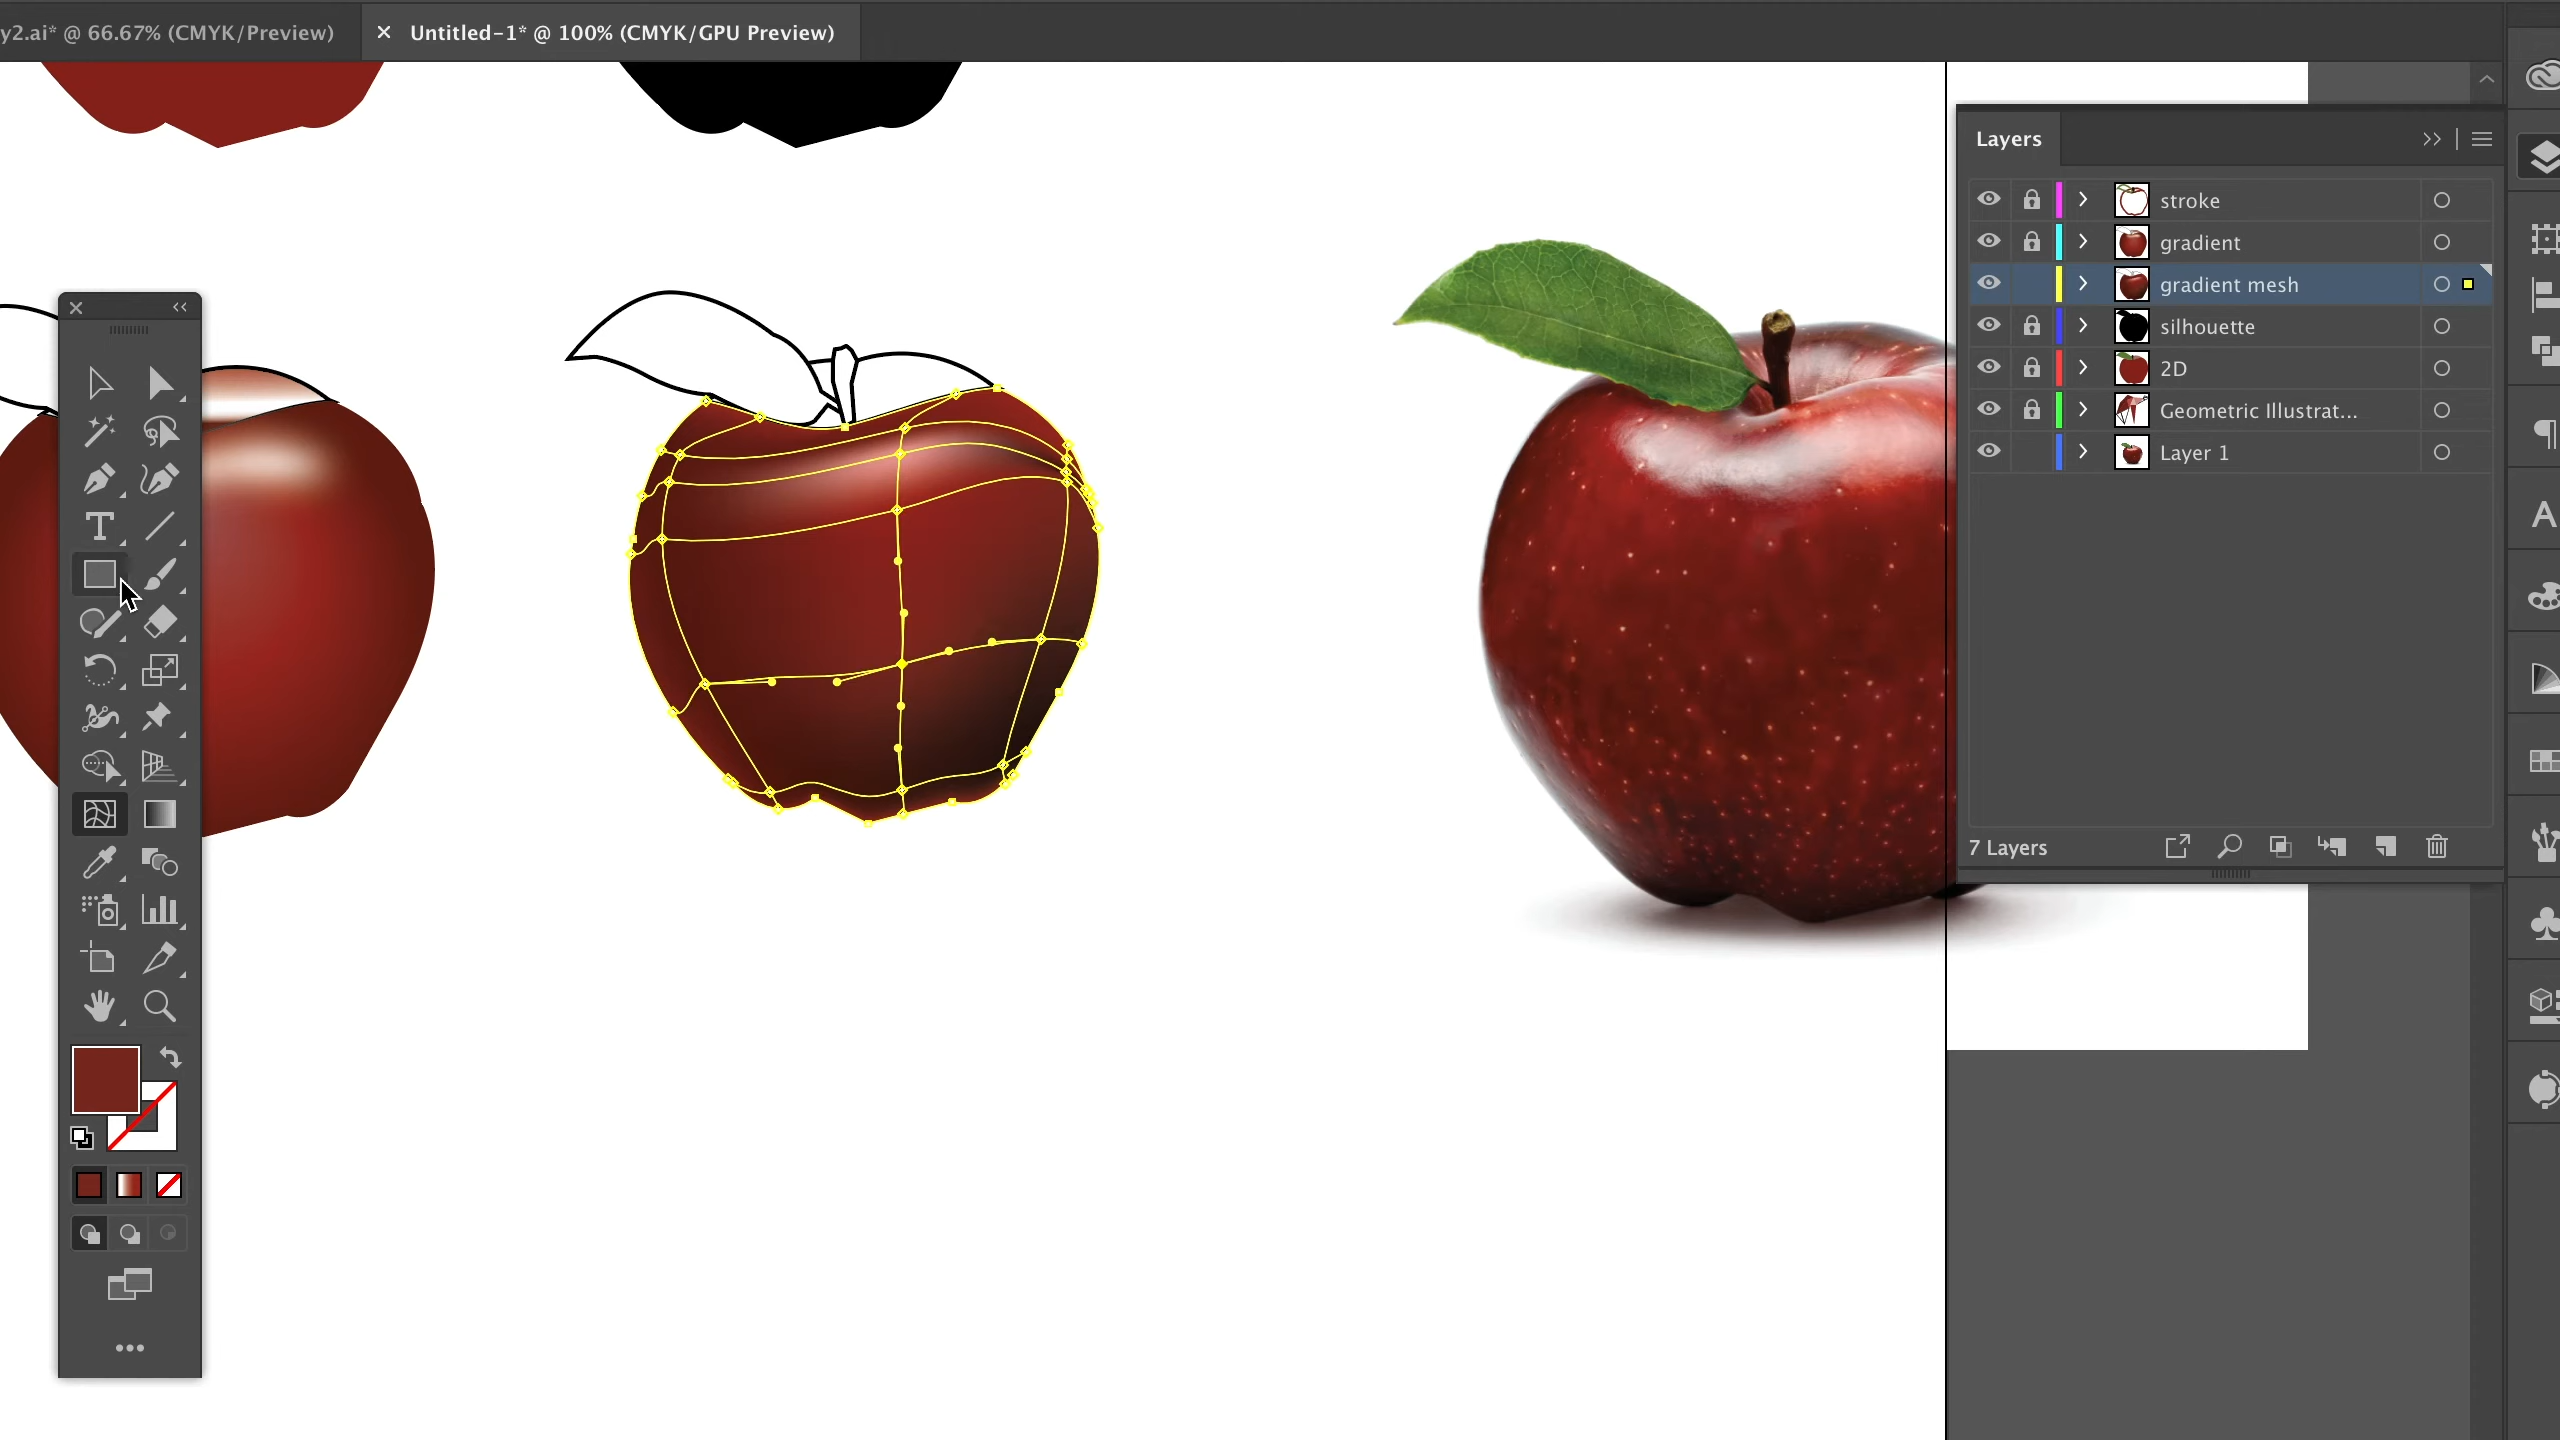 y2.ai* @ 66.67% (CMYK/Preview)
× Untitled-1* @ 100% (CMYK/GPU Preview)
Layers
stroke
gradient
gradient mesh
silhouette
2D
Geometric Illustrat...
Layer 1
7 Layers